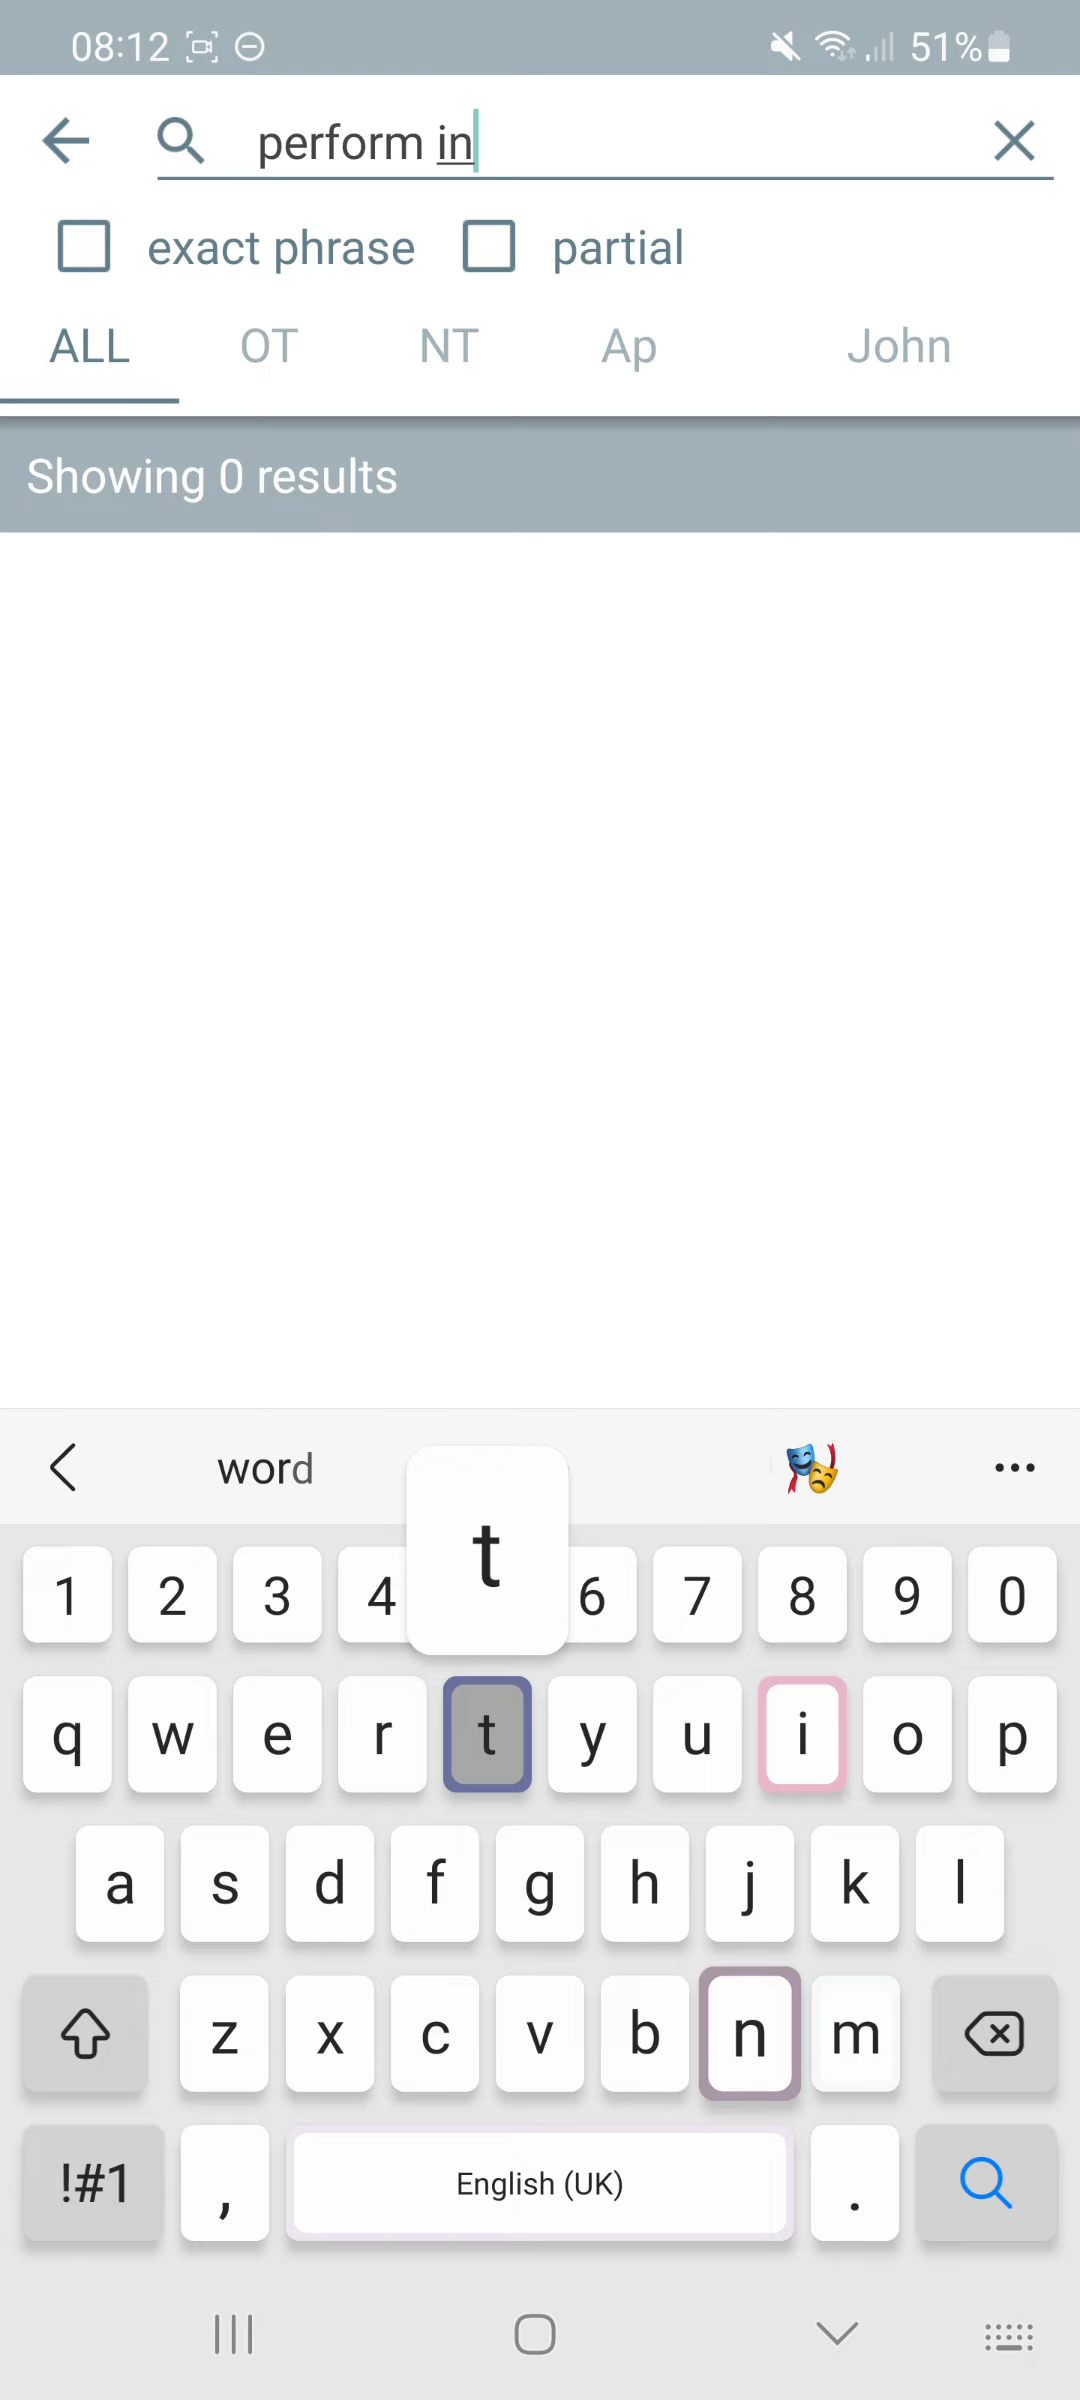 08:12 51%
perform in
exact phrase partial
ALL OT NT Ap John
Showing 0 results
word
t
1 2 3 4 6 7 8 9 0
q w e r t y u i o p
a s d f g h j k l
z x c v b n m
!#1 , English (UK) .